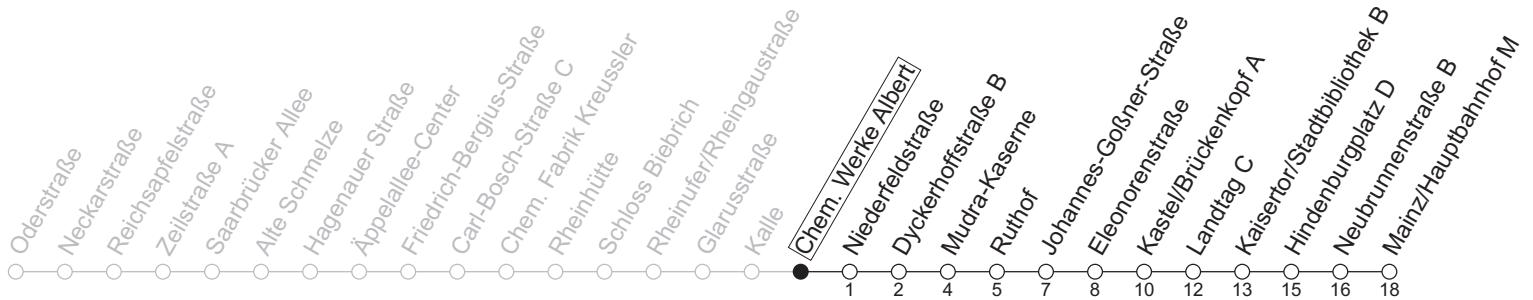 Oderstraße
Neckarstraße
Reichsapfelstraße
Zeilstraße A
Saarbrücker Allee
Alte Schmelze
Hagenauer Straße
Äppelallee-Center
Friedrich-Bergius-Straße
Carl-Bosch-Straße C
Chem. Fabrik Kreussler
Rheinhütte
Schloss Biebrich
Rheinufer/Rheingaustraße
Glarusstraße
Kalle
Chem. Werke Albert
Niederfeldstraße
Dyckerhoffstraße B
Mudra-Kaserne
Ruthof
Johannes-Goßner-Straße
Eleonorenstraße
Kastel/Brückenkopf A
Landtag C
Kaisertor/Stadtbibliothek B
Hindenburgplatz D
Neubrunnenstraße B
Mainz/Hauptbahnhof M
1 2 4 5 7 8 10 12 13 15 16 18